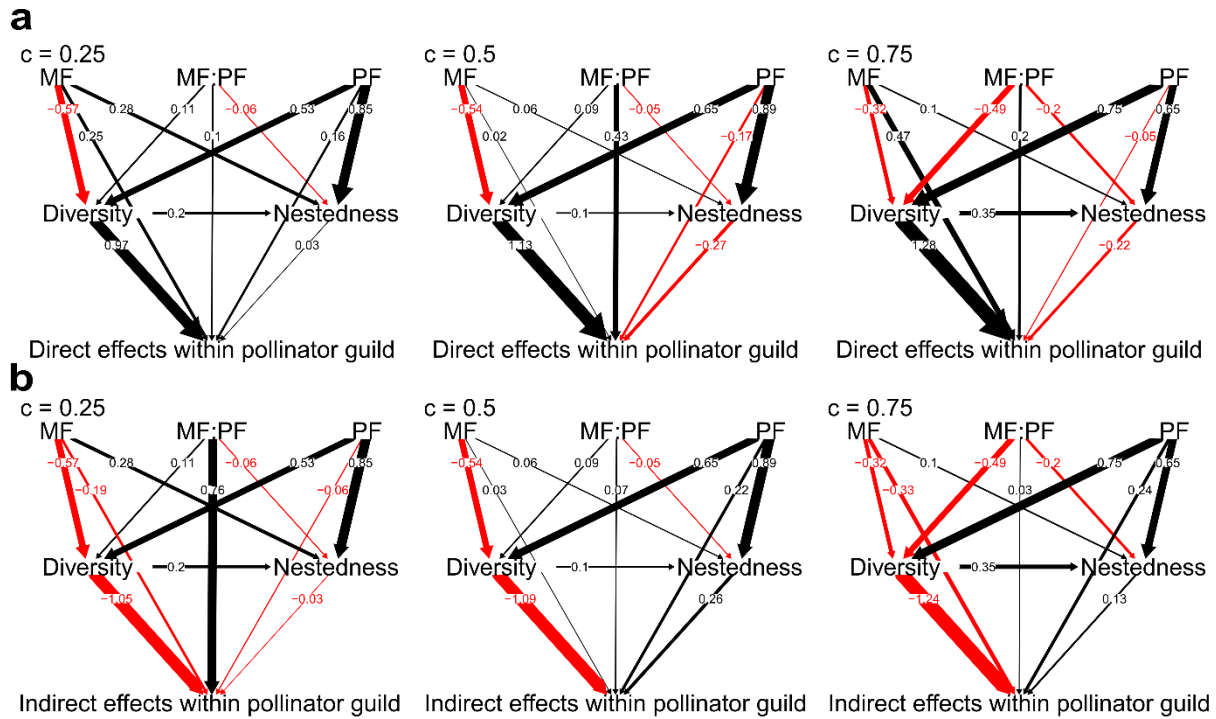 a
c = 0.25 c = 0.5 c = 0.75
MF MF:PF PF MF MF:PF PF MF MF:PF PF
−0.57 0.28 0.11 −0.06 0.53 0.85 −0.54 0.06 0.09 −0.05 0.65 0.89 −0.32 0.1 −0.49 −0.2 0.75 0.65
0.25 0.1 0.16 0.02 0.43 −0.17 0.47 0.2 −0.05
Diversity 0.2 Nestedness Diversity 0.1 Nestedness Diversity 0.35 Nestedness
0.97 0.03 1.13 −0.27 1.28 −0.22
Direct effects within pollinator guild Direct effects within pollinator guild Direct effects within pollinator guild
b
c = 0.25 c = 0.5 c = 0.75
MF MF:PF PF MF MF:PF PF MF MF:PF PF
−0.57 0.28 0.11 −0.06 0.53 0.85 −0.54 0.06 0.09 −0.05 0.65 0.89 −0.32 0.1 −0.49 −0.2 0.75 0.65
−0.19 0.76 −0.06 0.03 0.07 0.22 −0.33 0.03 0.24
Diversity 0.2 Nestedness Diversity 0.1 Nestedness Diversity 0.35 Nestedness
−1.05 −0.03 −1.09 0.26 −1.24 0.13
Indirect effects within pollinator guild Indirect effects within pollinator guild Indirect effects within pollinator guild